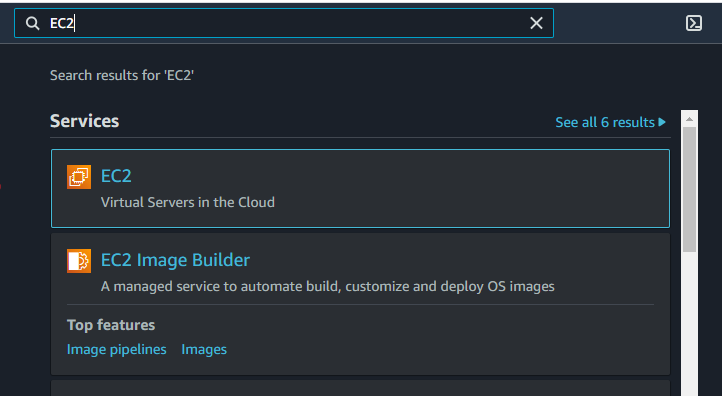 EC2
Search results for 'EC2'
Services
See all 6 results
EC2
Virtual Servers in the Cloud
EC2 Image Builder
A managed service to automate build, customize and deploy OS images
Top features
Image pipelines Images